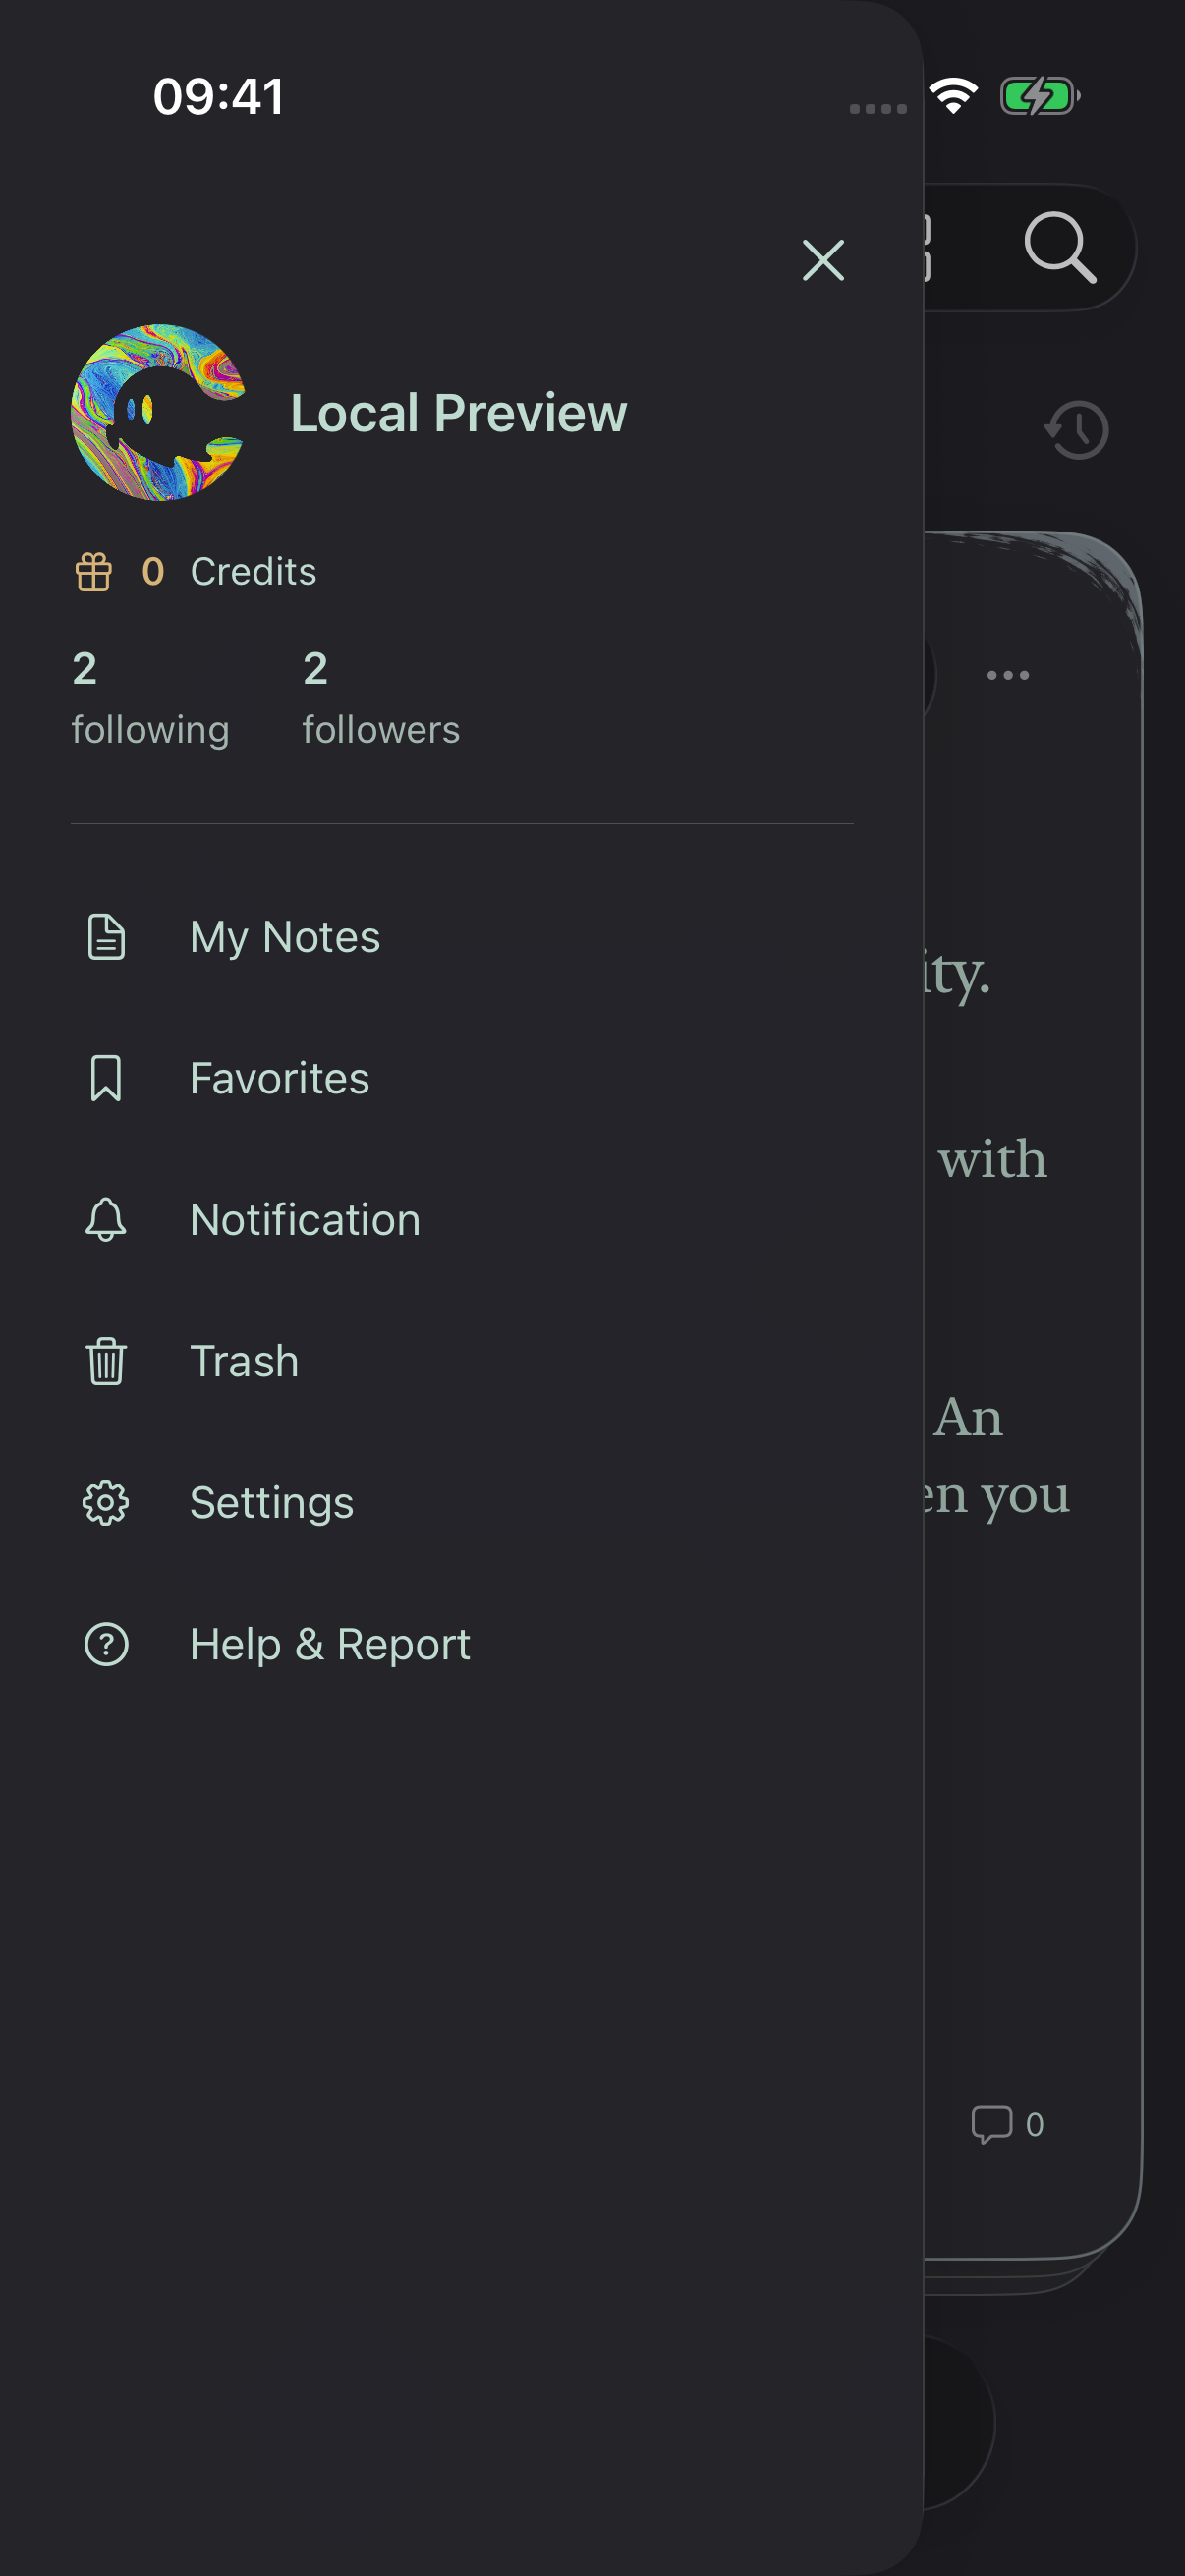 09:41
Local Preview
0 Credits
2 2
following followers
My Notes
ity.
Favorites
with
Notification
Trash
An
Settings
en you
Help & Report
0